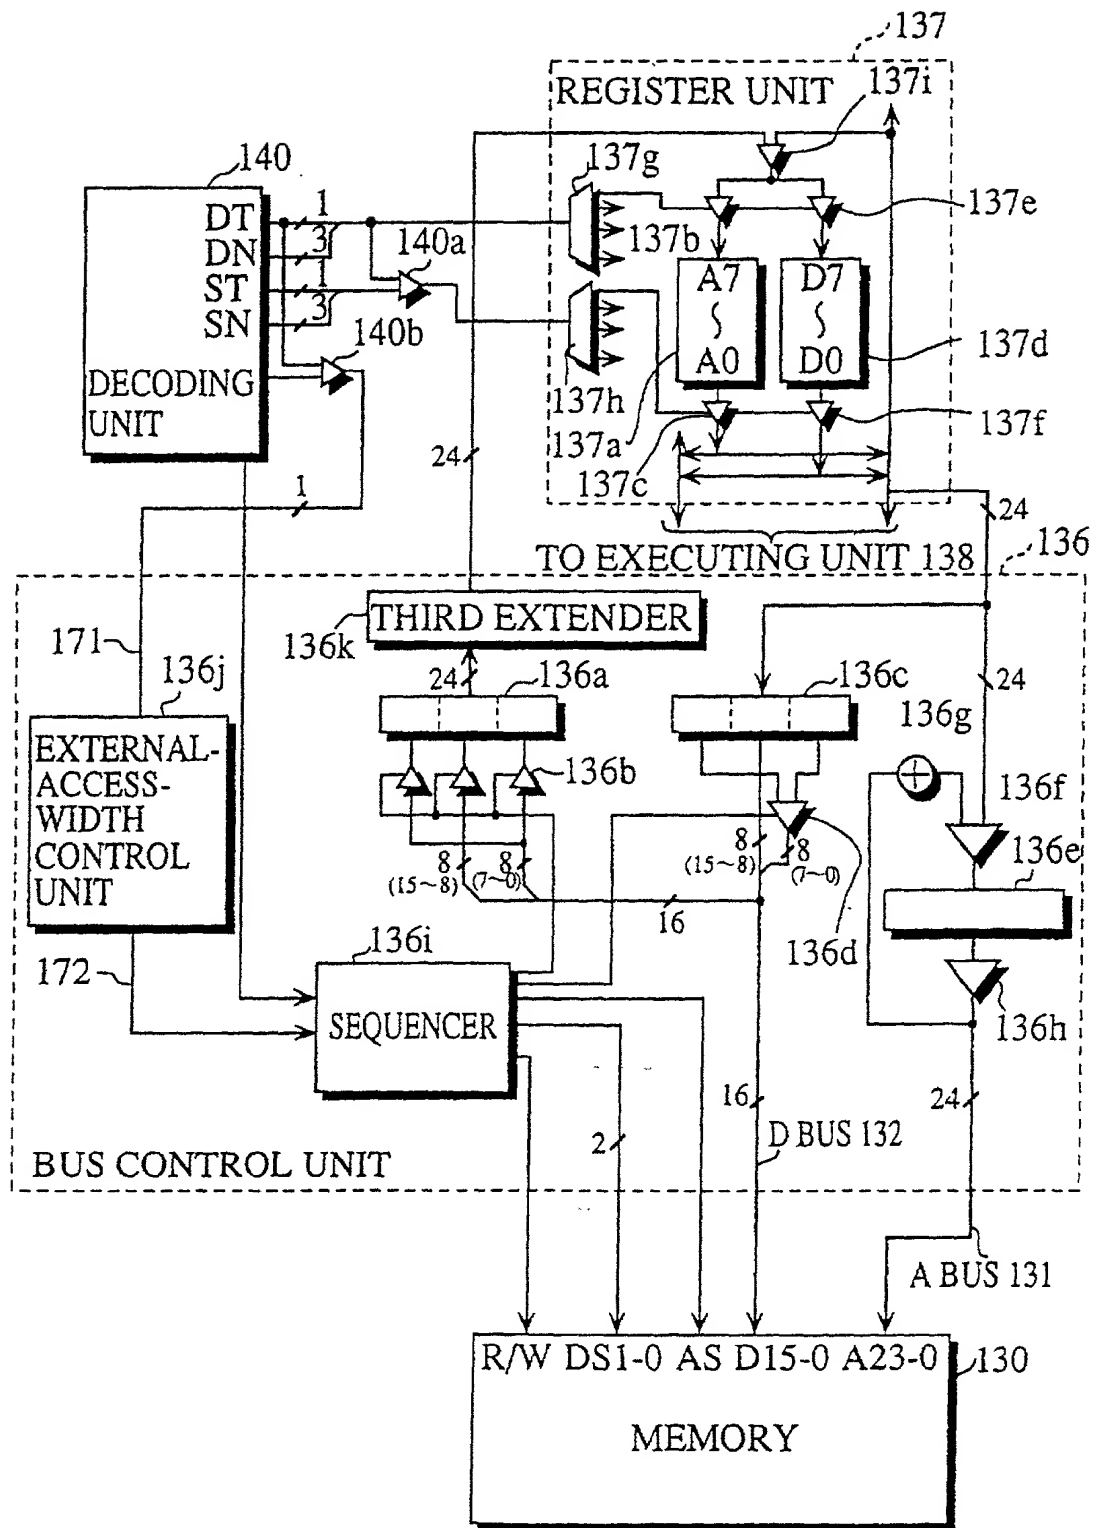 137
REGISTER UNIT
137i
140
137g
DT
1
137e
DN
3
140a
137b
ST
1
A7
D7
SN
3
140b
A0
D0
137d
DECODING
UNIT
137h
137a
137f
24
137c
1
24
TO EXECUTING UNIT 138
136
THIRD EXTENDER
171
136k
136j
24
136a
136c
24
136g
EXTERNAL-
ACCESS-
WIDTH
CONTROL
UNIT
136b
136f
8
(15~8)
8
(7~0)
8
(15~8)
8
(7~0)
136e
16
136i
136d
172
SEQUENCER
136h
16
24
2
D BUS 132
BUS CONTROL UNIT
A BUS 131
R/W DS1-0 AS D15-0 A23-0
130
MEMORY